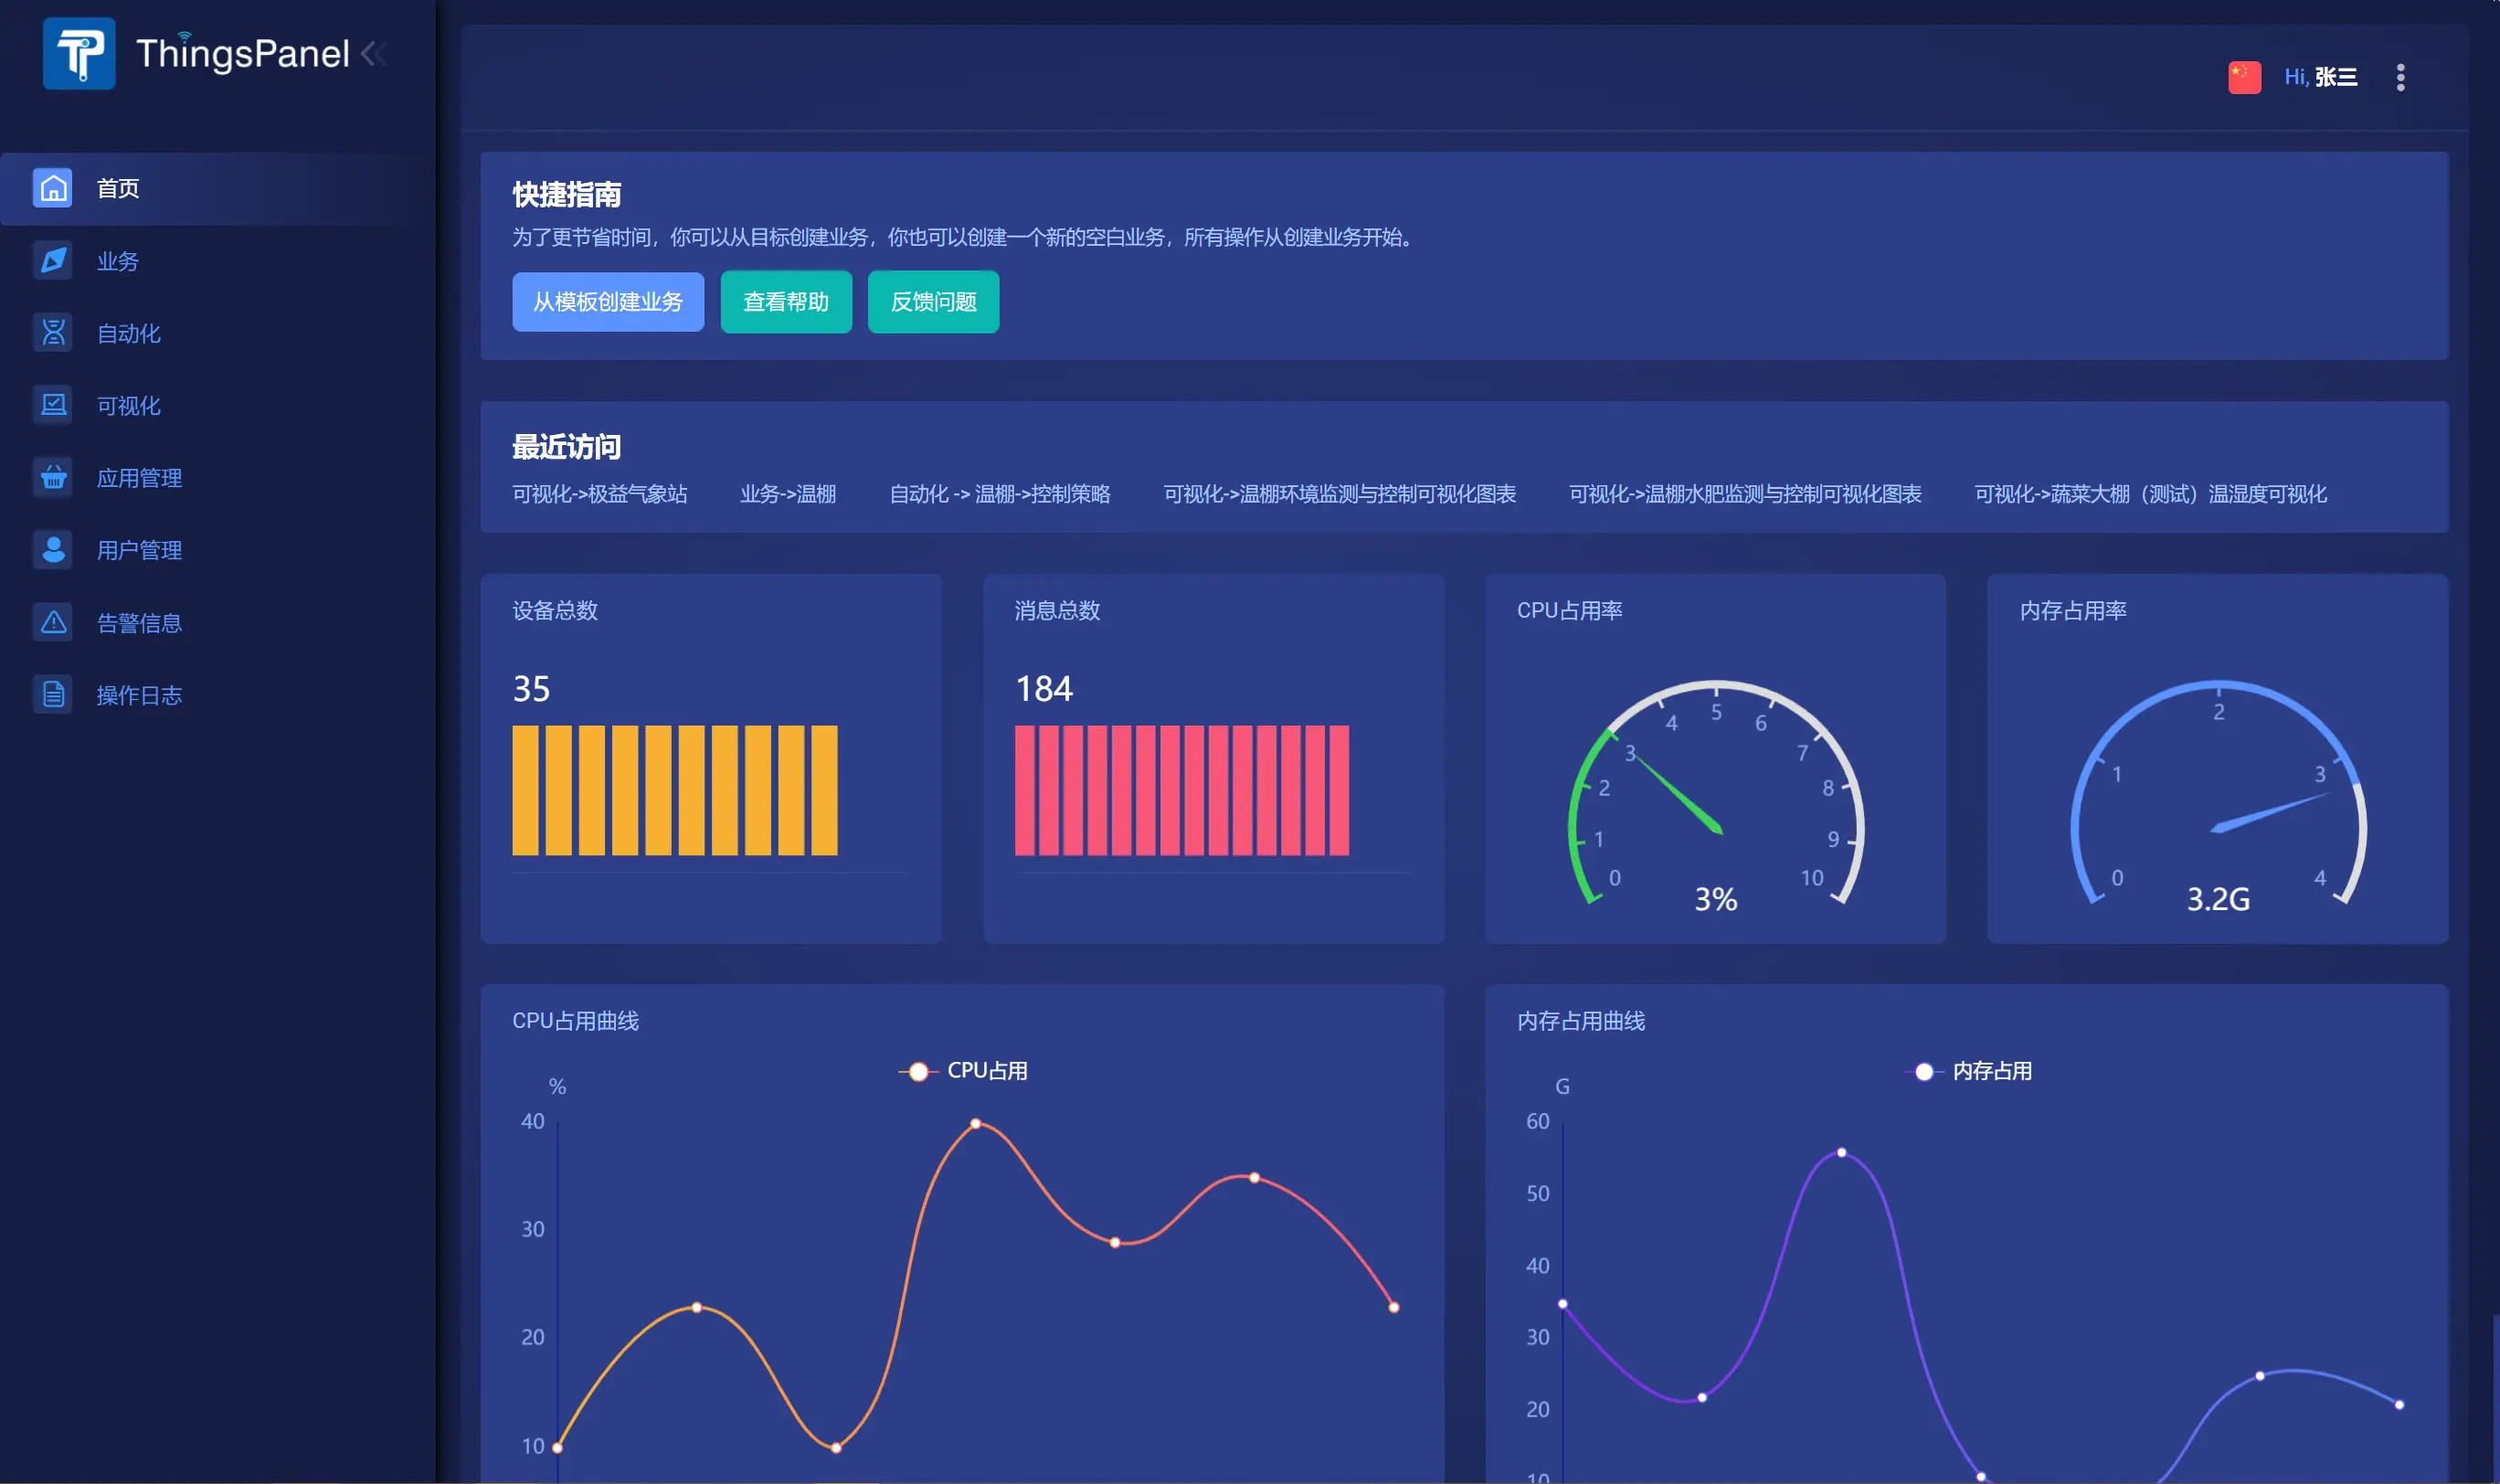 ThingsPanel
Hi, 张三
首页
业务
自动化
可视化
应用管理
用户管理
告警信息
操作日志
快捷指南
为了更节省时间，你可以从目标创建业务，你也可以创建一个新的空白业务，所有操作从创建业务开始。
从模板创建业务 查看帮助 反馈问题
最近访问
可视化->极益气象站 业务->温棚 自动化 -> 温棚->控制策略 可视化->温棚环境监测与控制可视化图表 可视化->温棚水肥监测与控制可视化图表 可视化->蔬菜大棚（测试）温湿度可视化
设备总数
35
消息总数
184
CPU占用率
0 1 2 3 4 5 6 7 8 9 10
3%
内存占用率
0 1 2 3 4
3.2G
CPU占用曲线
CPU占用
%
40
30
20
10
内存占用曲线
内存占用
G
60
50
40
30
20
10